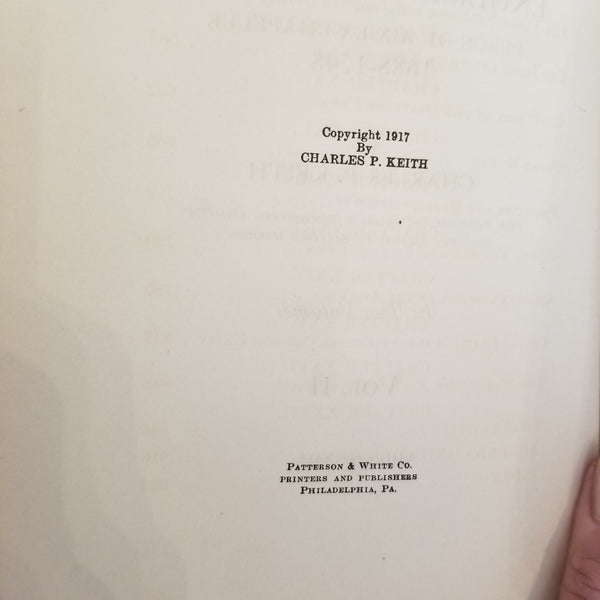 Copyright 1917
By
CHARLES P. KEITH
PATTERSON & WHITE CO.
PRINTERS AND PUBLISHERS
PHILADELPHIA, PA.